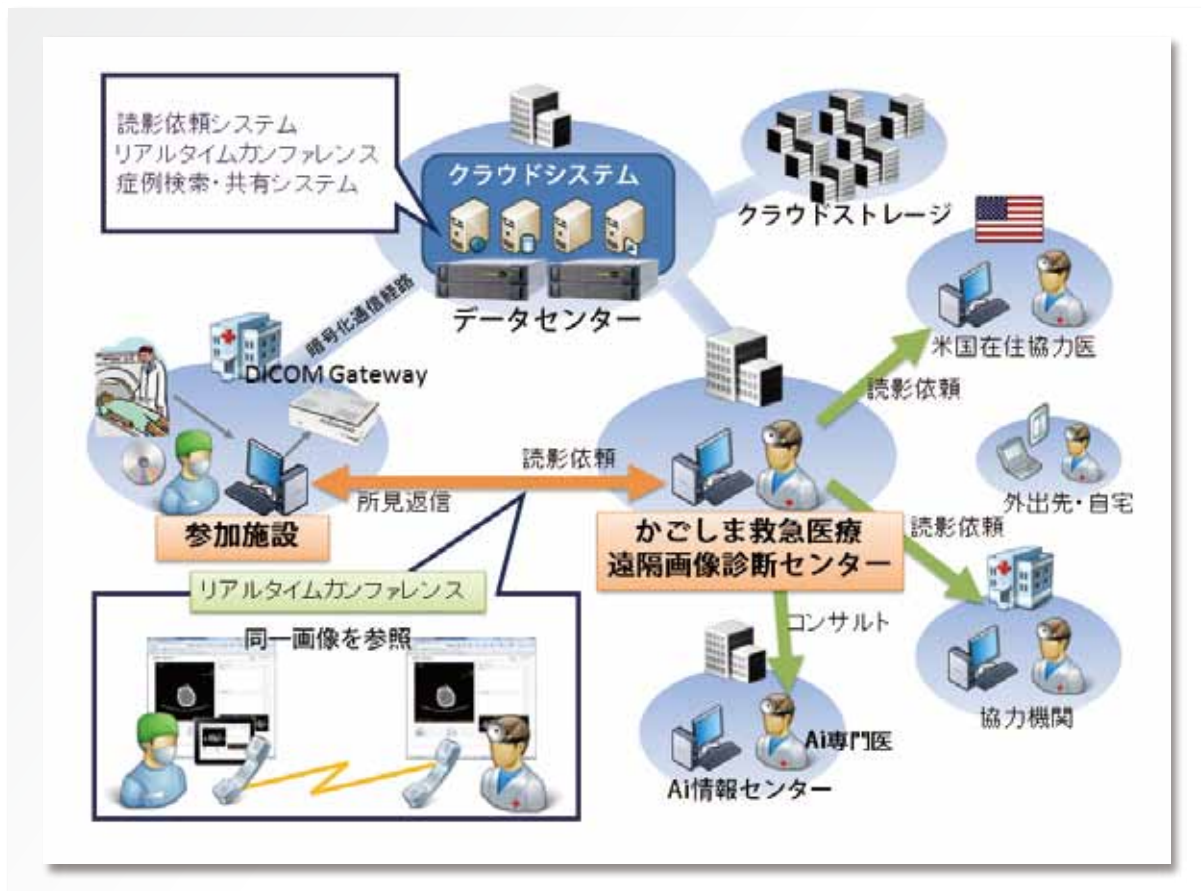 読影依頼システム
リアルタイムカンファレンス
症例検索・共有システム
クラウドシステム
データセンター
クラウドストレージ
暗号化通信経路
DICOM Gateway
米国在住協力医
読影依頼
外出先・自宅
読影依頼
所見返信
参加施設
かごしま救急医療
遠隔画像診断センター
読影依頼
協力機関
コンサルト
Ai専門医
Ai情報センター
リアルタイムカンファレンス
同一画像を参照